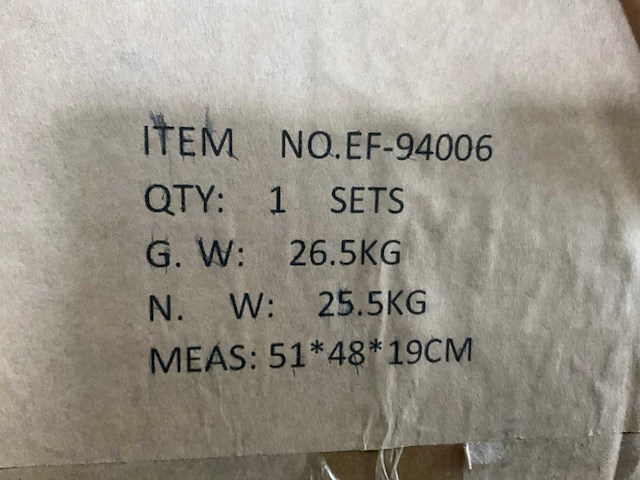 ITEM NO.EF-94006
QTY: 1 SETS
G. W: 26.5KG
N. W: 25.5KG
MEAS: 51*48*19CM